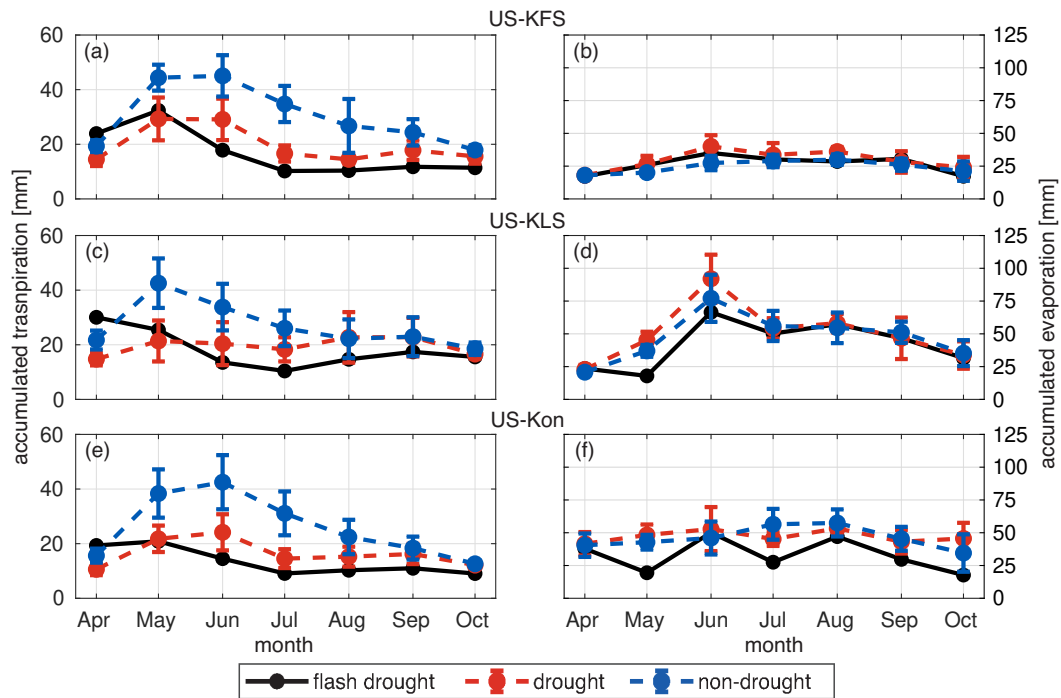 US-KFS
60
(a)
40
20
0
(b)
125
100
75
50
25
0
US-KLS
60
(c)
40
20
0
(d)
125
100
75
50
25
0
US-Kon
60
(e)
40
20
0
Apr May Jun Jul Aug Sep Oct
month
(f)
125
100
75
50
25
0
Apr May Jun Jul Aug Sep Oct
month
accumulated trasnpiration [mm]
accumulated evaporation [mm]
flash drought drought non-drought